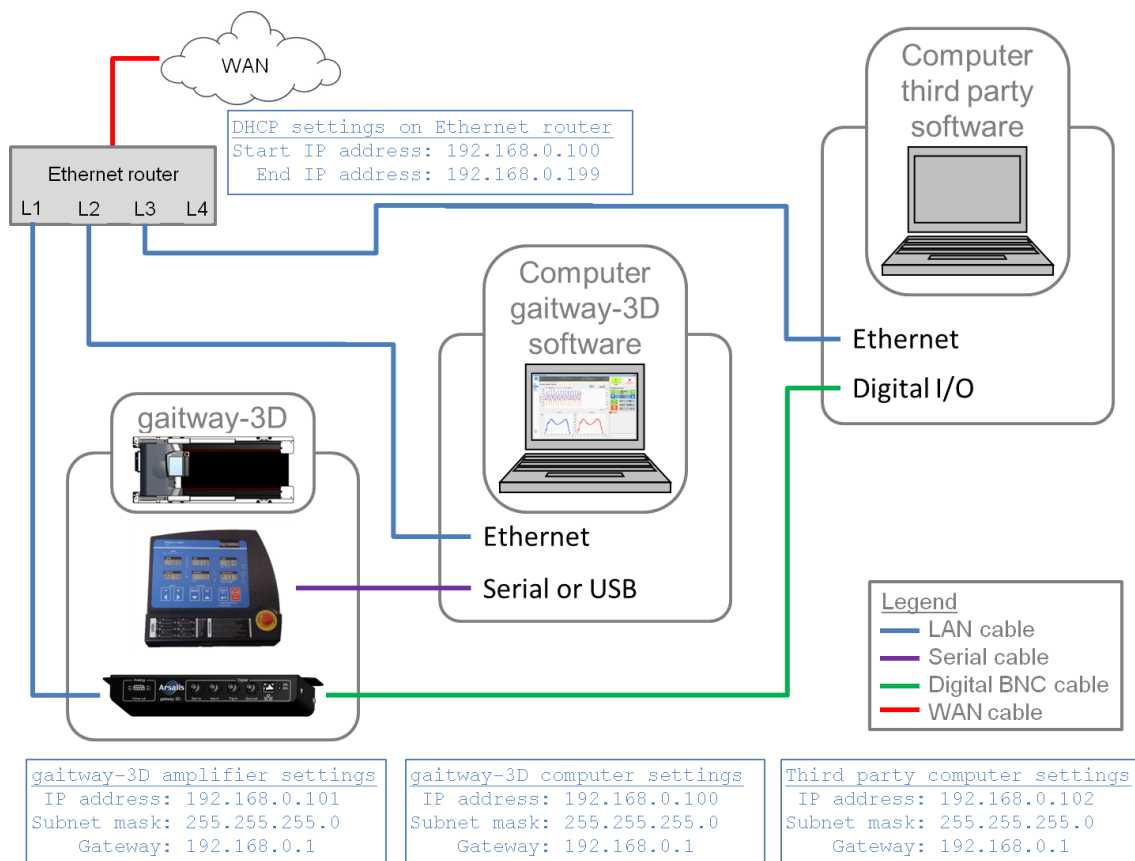 WAN
DHCP settings on Ethernet router
Start IP address: 192.168.0.100
End IP address: 192.168.0.199
Ethernet router
L1 L2 L3 L4
Computer
third party
software
Ethernet
Digital I/O
Computer
gaitway-3D
software
Ethernet
Serial or USB
gaitway-3D
Arsalis
Legend
LAN cable
Serial cable
Digital BNC cable
WAN cable
gaitway-3D amplifier settings
IP address: 192.168.0.101
Subnet mask: 255.255.255.0
Gateway: 192.168.0.1
gaitway-3D computer settings
IP address: 192.168.0.100
Subnet mask: 255.255.255.0
Gateway: 192.168.0.1
Third party computer settings
IP address: 192.168.0.102
Subnet mask: 255.255.255.0
Gateway: 192.168.0.1